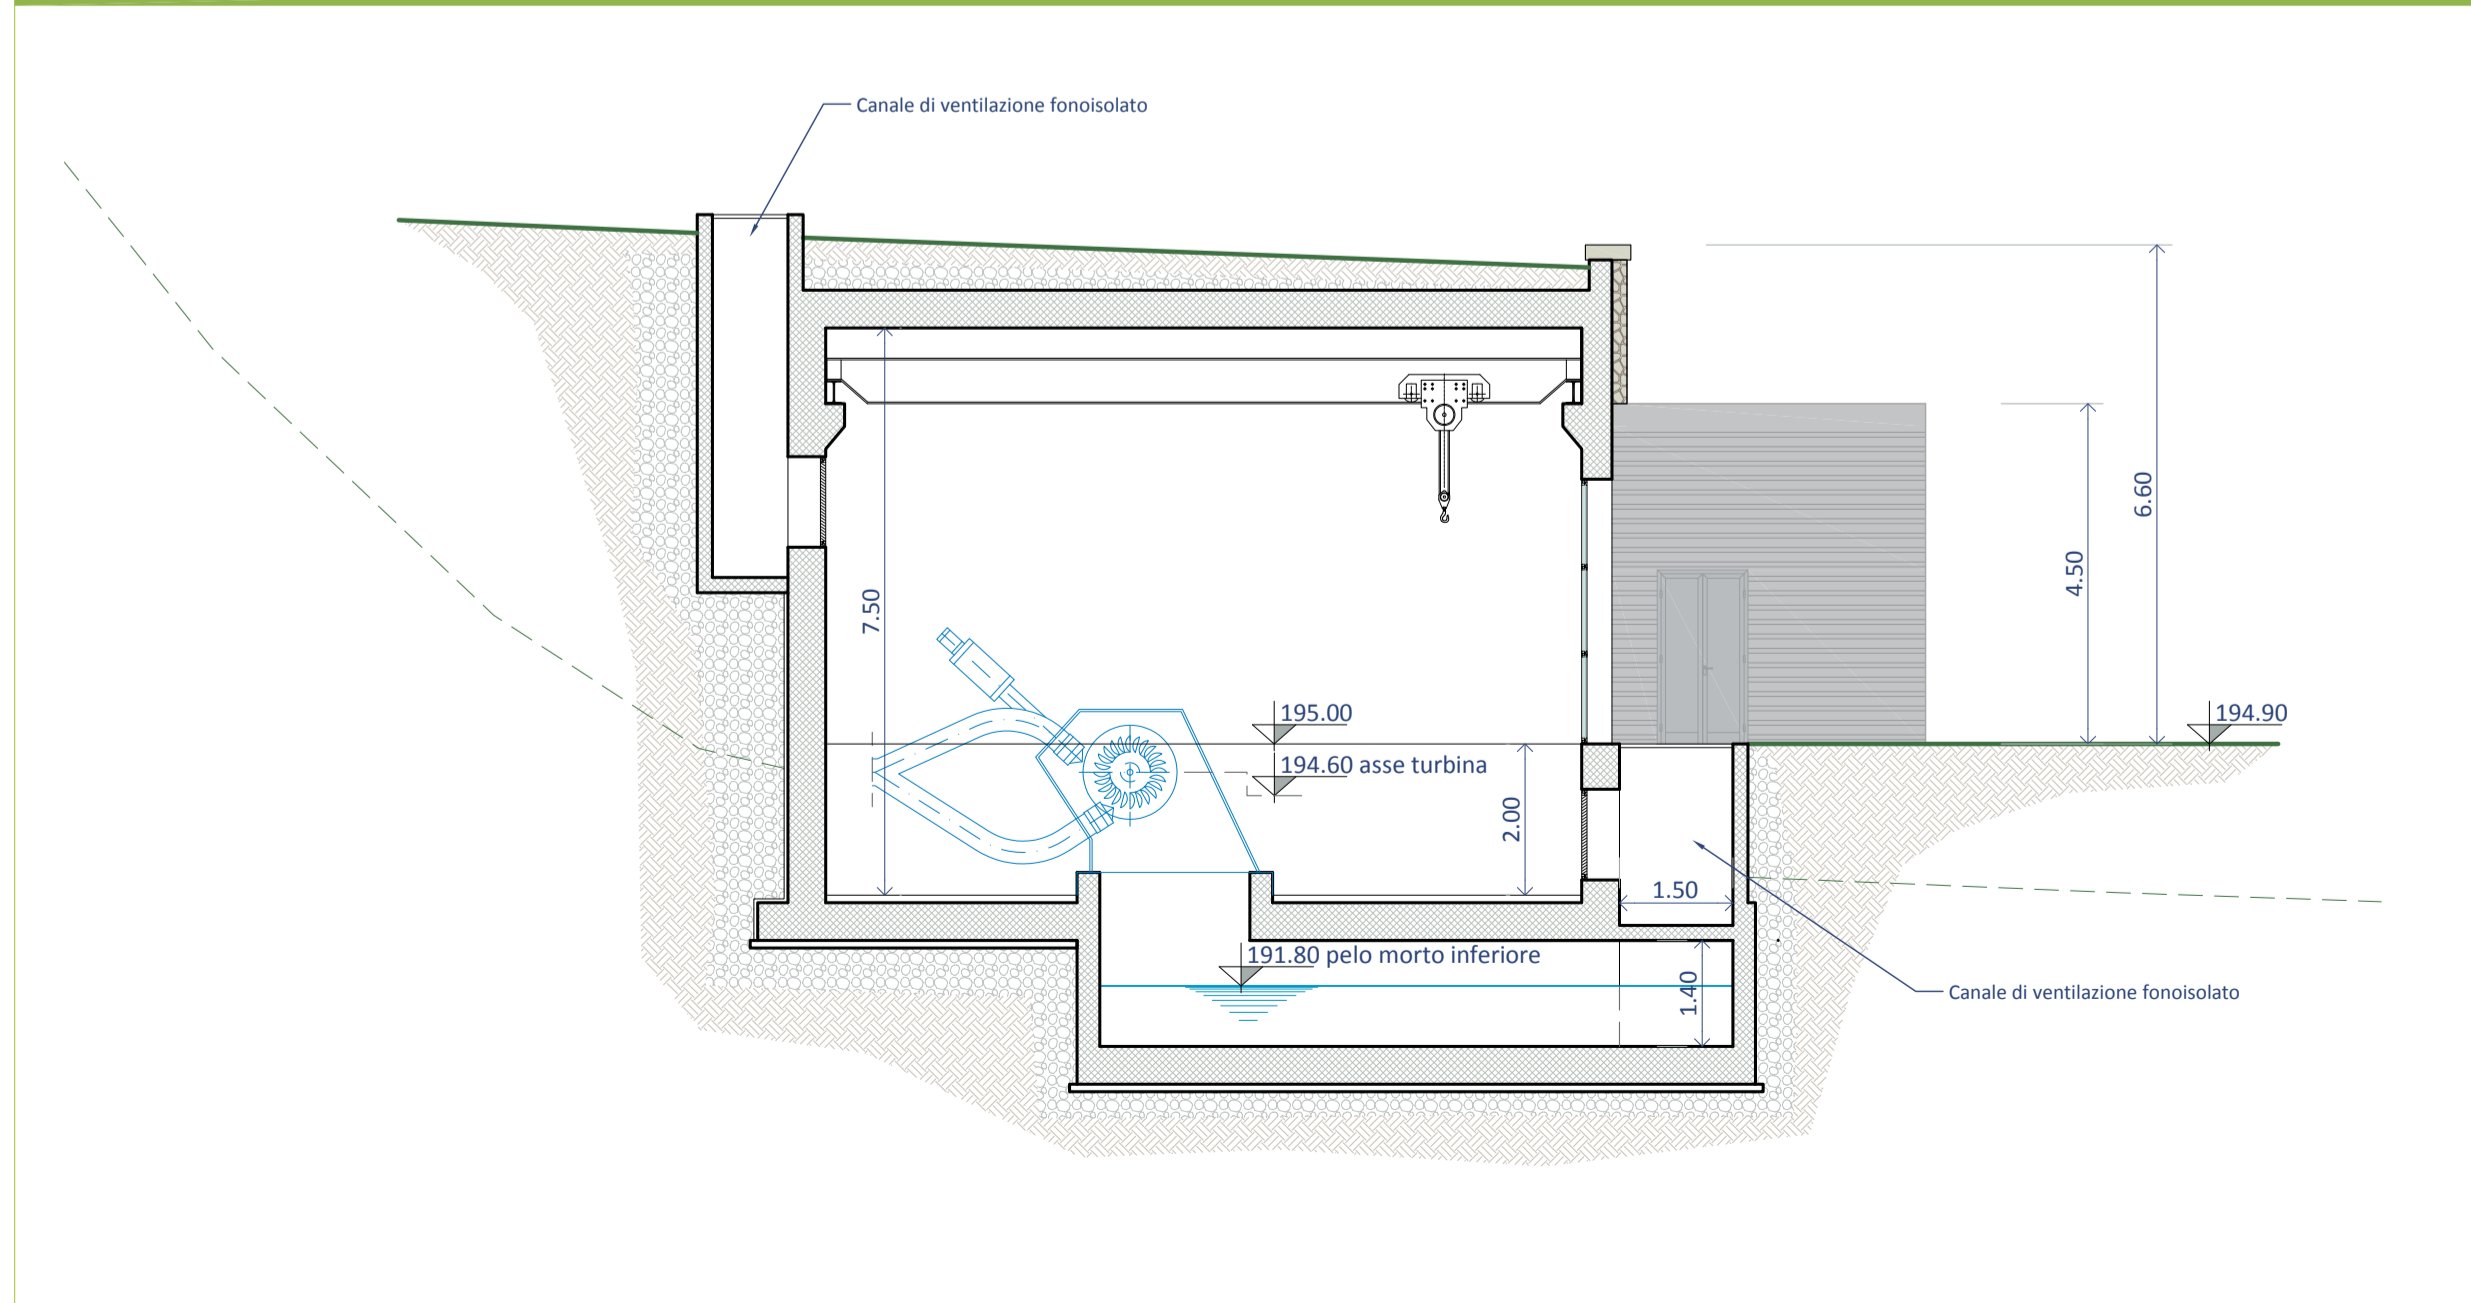 Canale di ventilazione fonoisolato
6.60
4.50
7.50
195.00
194.90
194.60 asse turbina
2.00
1.50
191.80 pelo morto inferiore
1.40
Canale di ventilazione fonoisolato